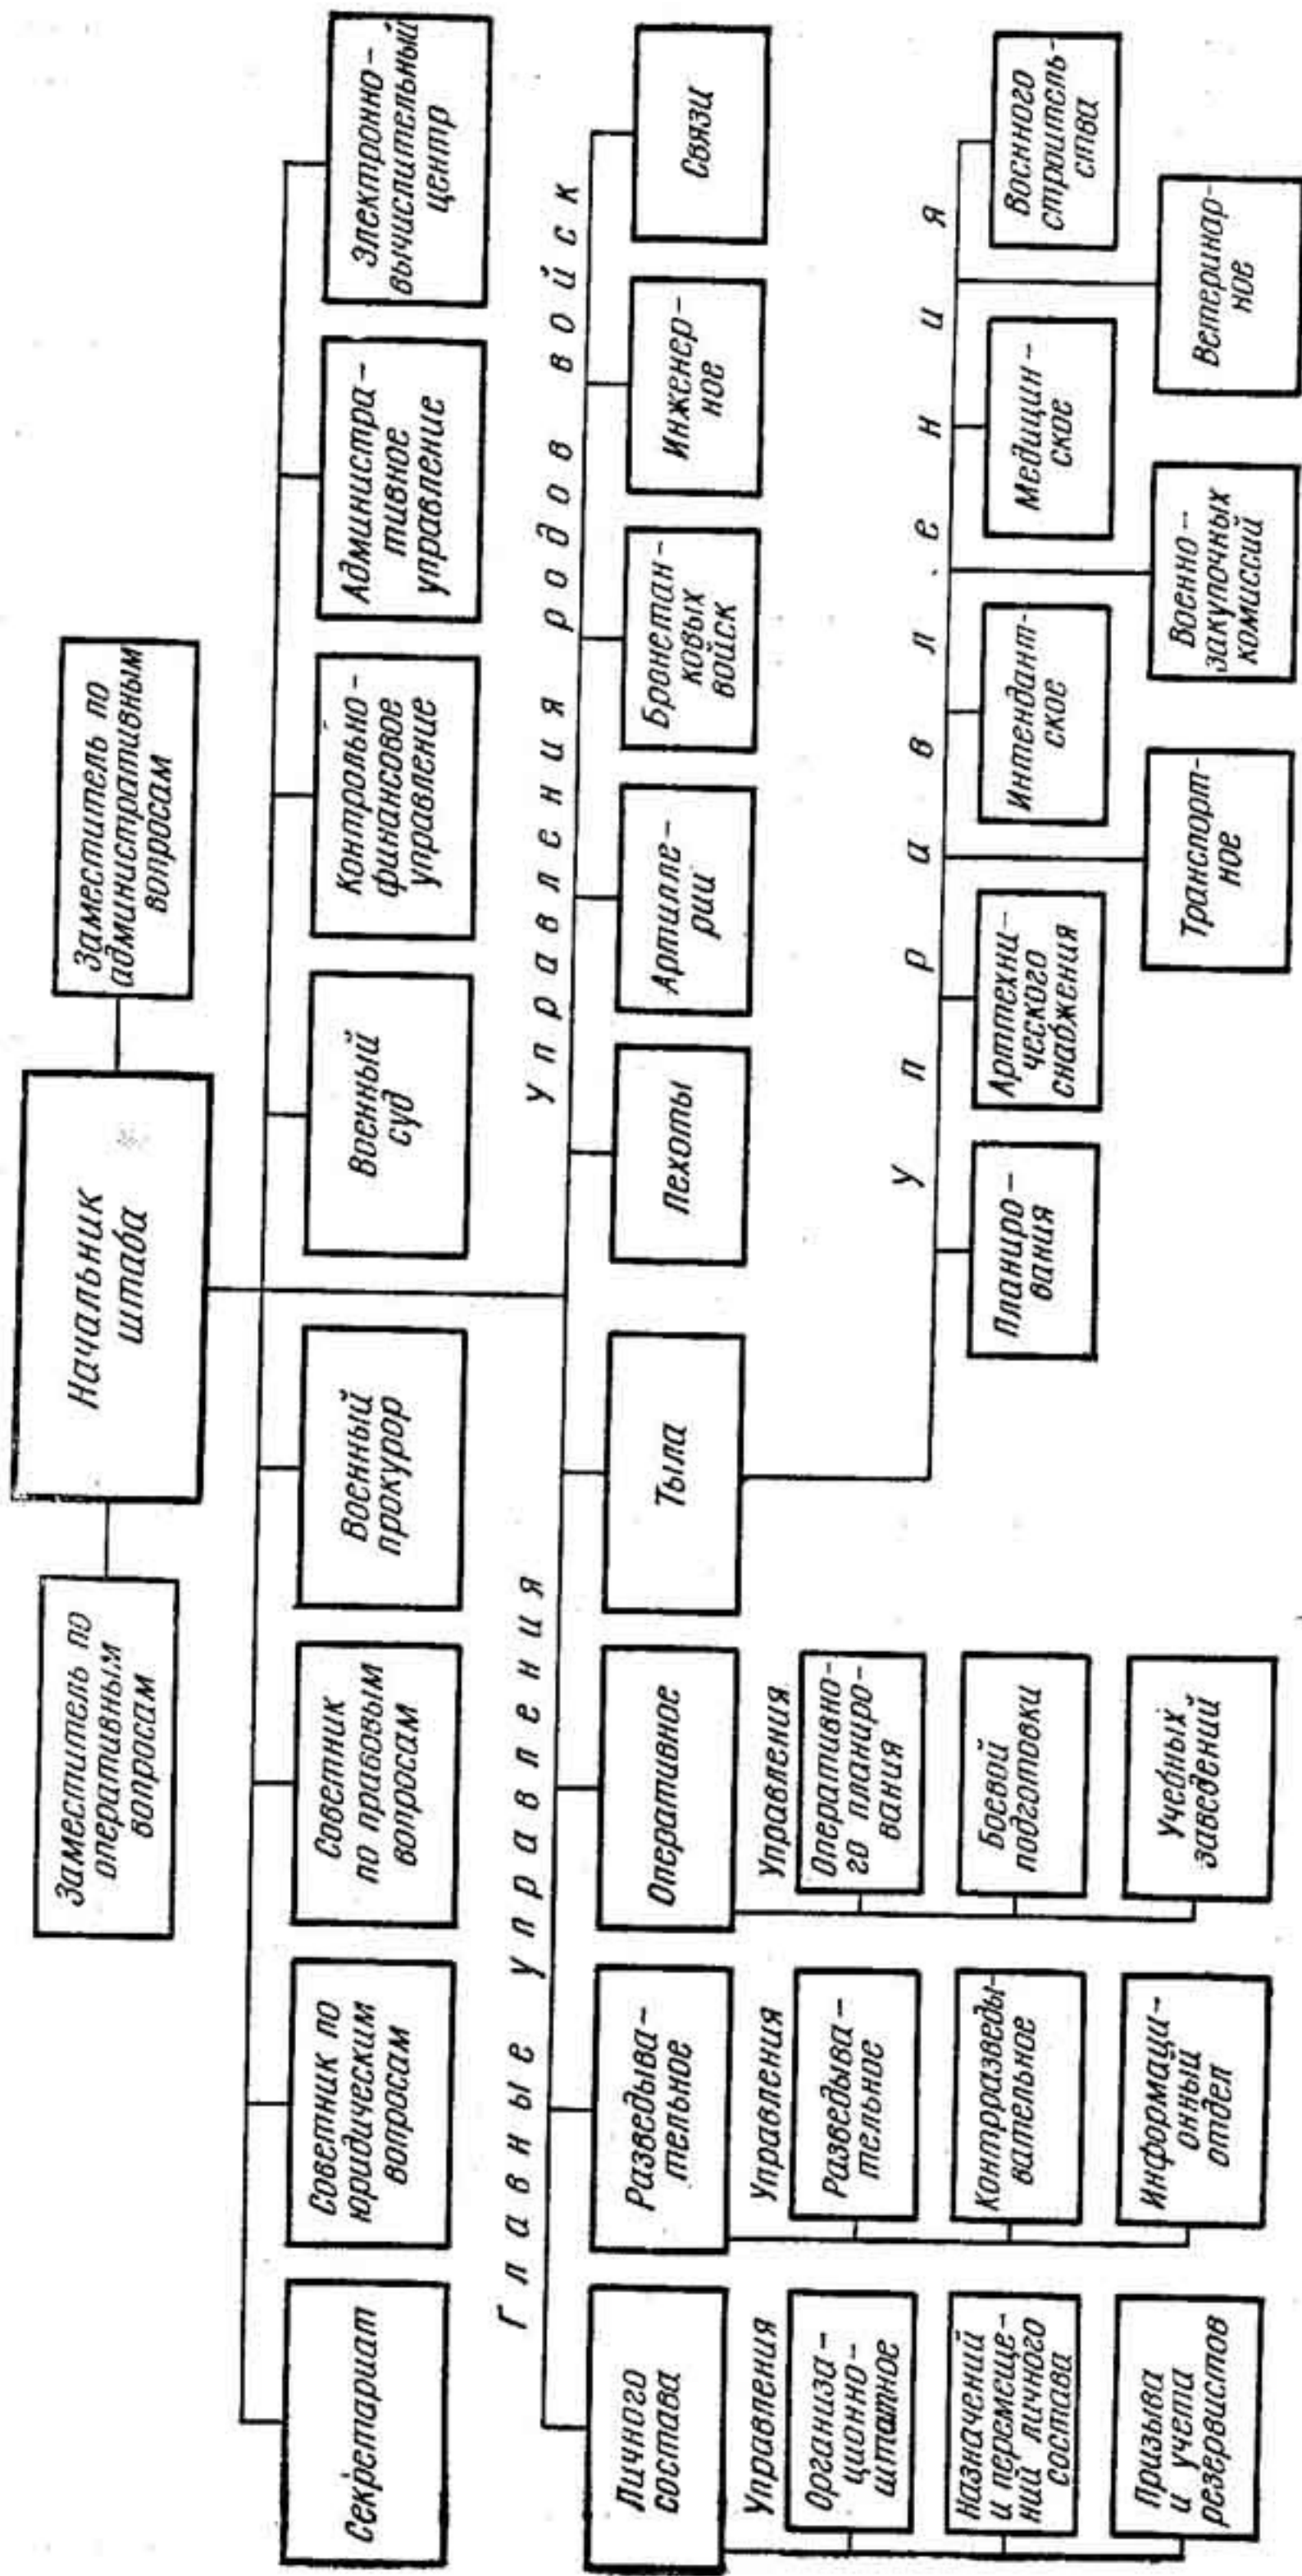 Заместитель по
оперативным
вопросам
Начальник
штаба
Заместитель по
административным
вопросам
Секретариат
Советник по
юридическим
вопросам
Советник
по правовым
вопросам
Военный
прокурор
Военный
суд
Контрольно-
финансовое
управление
Администра-
тивное
управление
Электронно-
вычислительный
центр
Главные управления
Управления родов войск
Личного
состава
Разведыва-
тельное
Оперативное
Тыла
Пехоты
Артилле-
рии
Бронетан-
ковых
войск
Инженер-
ное
Связи
Управления
Организа-
ционно-
штатное
Назначений
и перемеще-
ний личного
состава
Призыва
и учета
резервистов
Управления
Разведыва-
тельное
Контрразведы-
вательное
Информаци-
онный
отдел
Управления
Оперативно-
го планиро-
вания
Боевой
подготовки
Учебных
заведений
Управления
Планиро-
вания
Арттехни-
ческого
снабжения
Интендант-
ское
Медицин-
ское
Военного
строитель-
ства
Транспорт-
ное
Военно-
закупочных
комиссий
Ветеринар-
ное